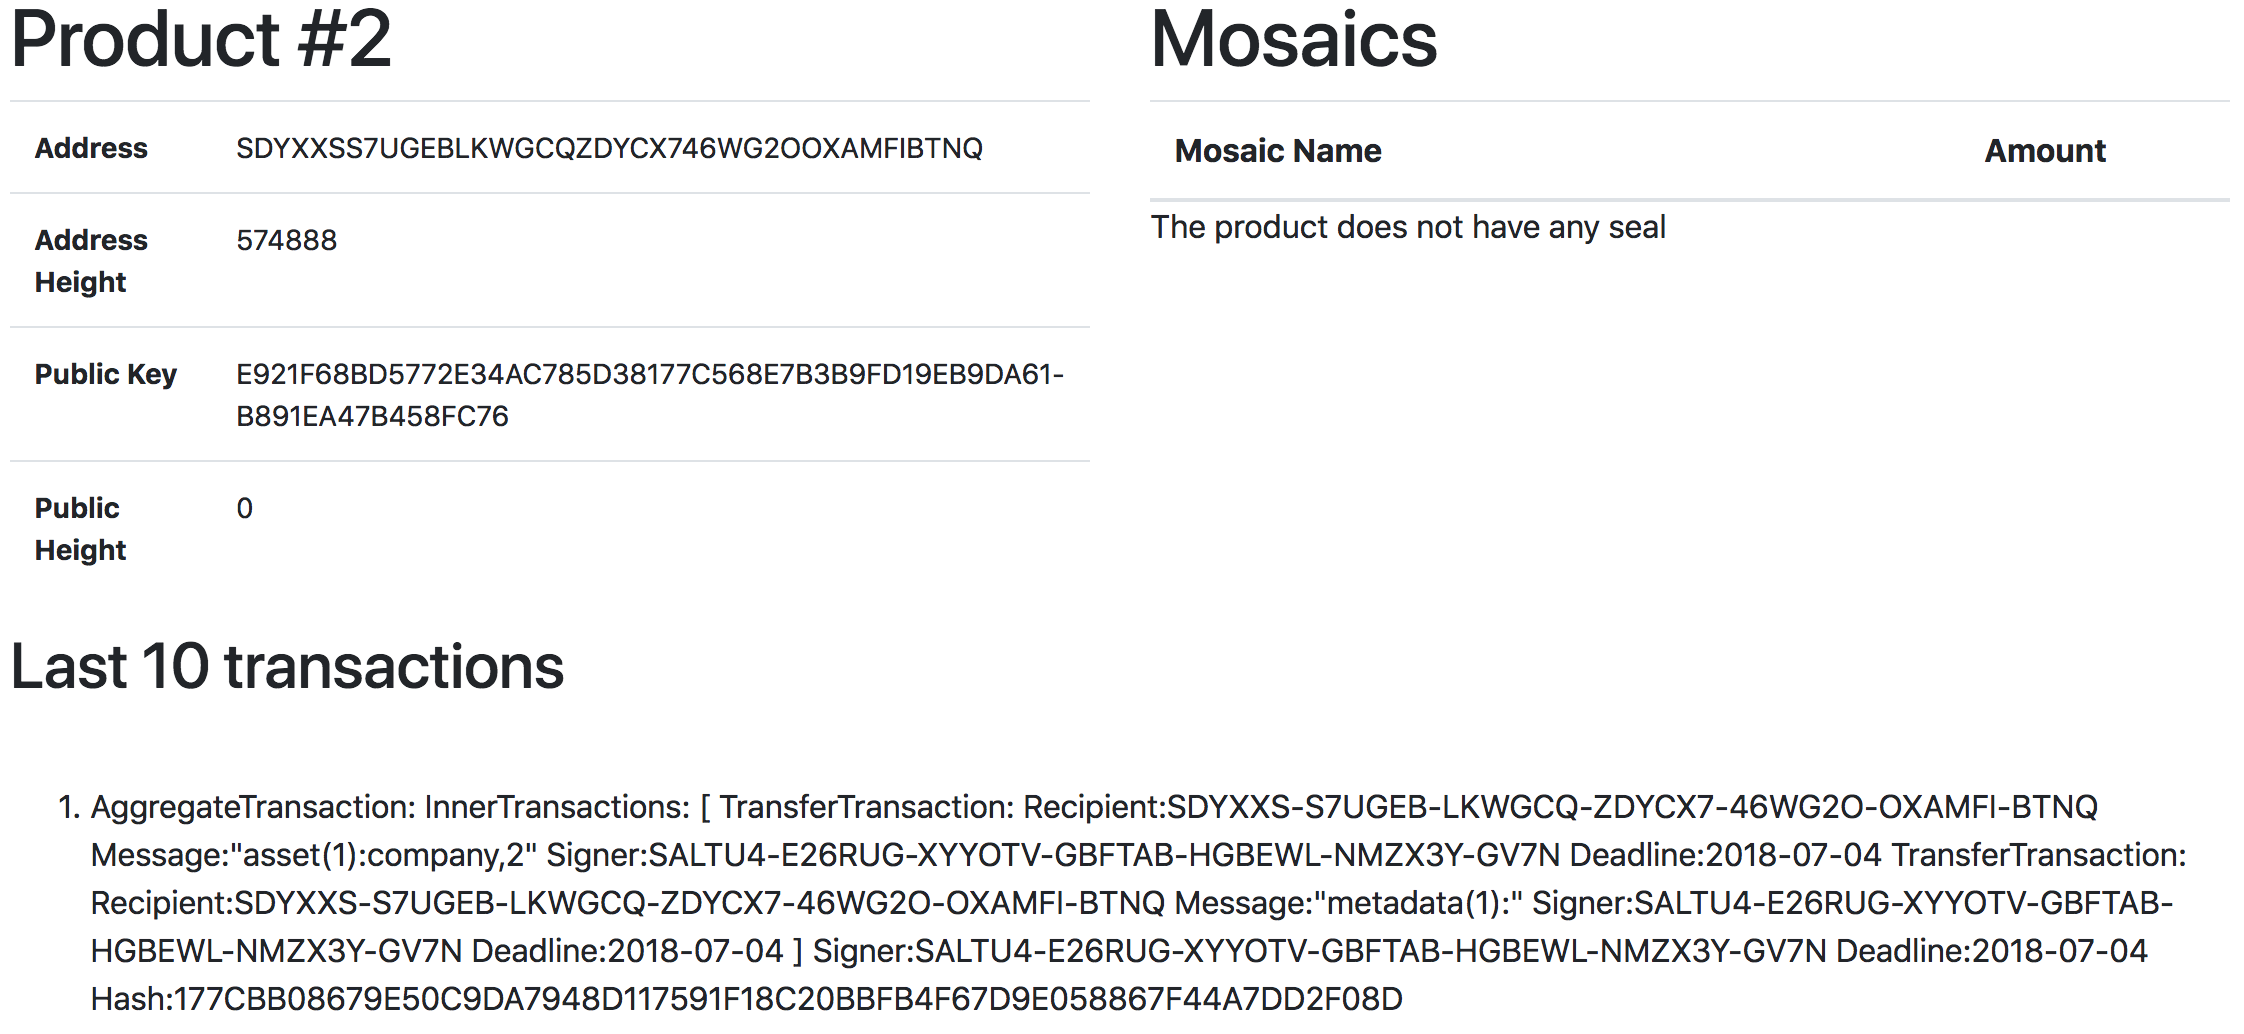 Product #2
Address SDYXXSS7UGEBLKWGCQZDYCX746WG2OOXAMFIBTNQ
Address Height 574888
Public Key E921F68BD5772E34AC785D38177C568E7B3B9FD19EB9DA61-
B891EA47B458FC76
Public Height 0
Mosaics
Mosaic Name Amount
The product does not have any seal
Last 10 transactions
1. AggregateTransaction: InnerTransactions: [ TransferTransaction: Recipient:SDYXXS-S7UGEB-LKWGCQ-ZDYCX7-46WG2O-OXAMFI-BTNQ
Message:"asset(1):company,2" Signer:SALTU4-E26RUG-XYYOTV-GBFTAB-HGBEWL-NMZX3Y-GV7N Deadline:2018-07-04 TransferTransaction:
Recipient:SDYXXS-S7UGEB-LKWGCQ-ZDYCX7-46WG2O-OXAMFI-BTNQ Message:"metadata(1):" Signer:SALTU4-E26RUG-XYYOTV-GBFTAB-
HGBEWL-NMZX3Y-GV7N Deadline:2018-07-04 ] Signer:SALTU4-E26RUG-XYYOTV-GBFTAB-HGBEWL-NMZX3Y-GV7N Deadline:2018-07-04
Hash:177CBB08679E50C9DA7948D117591F18C20BBFB4F67D9E058867F44A7DD2F08D